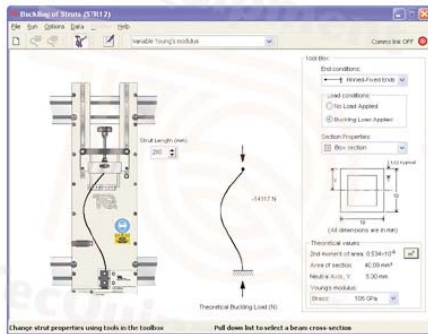 Buckling of Struts (STR12)
File Run Options Data Help
Variable Young's modulus
Comms link OFF
Tool Box
End conditions:
Hinged-Fixed Ends
Load conditions:
No Load Applied
Buckling Load Applied
Strut Length (mm)
Section Properties:
Box section
(All dimensions are in mm)
Theoretical values:
2nd moment of area
Area of section 40.00 mm²
Neutral Axis, Y 5.00 mm
Young's modulus
Brass 105 GPa
Theoretical Buckling Load (N)
Change strut properties using tools in the toolbox
Pull down list to select a beam cross-section